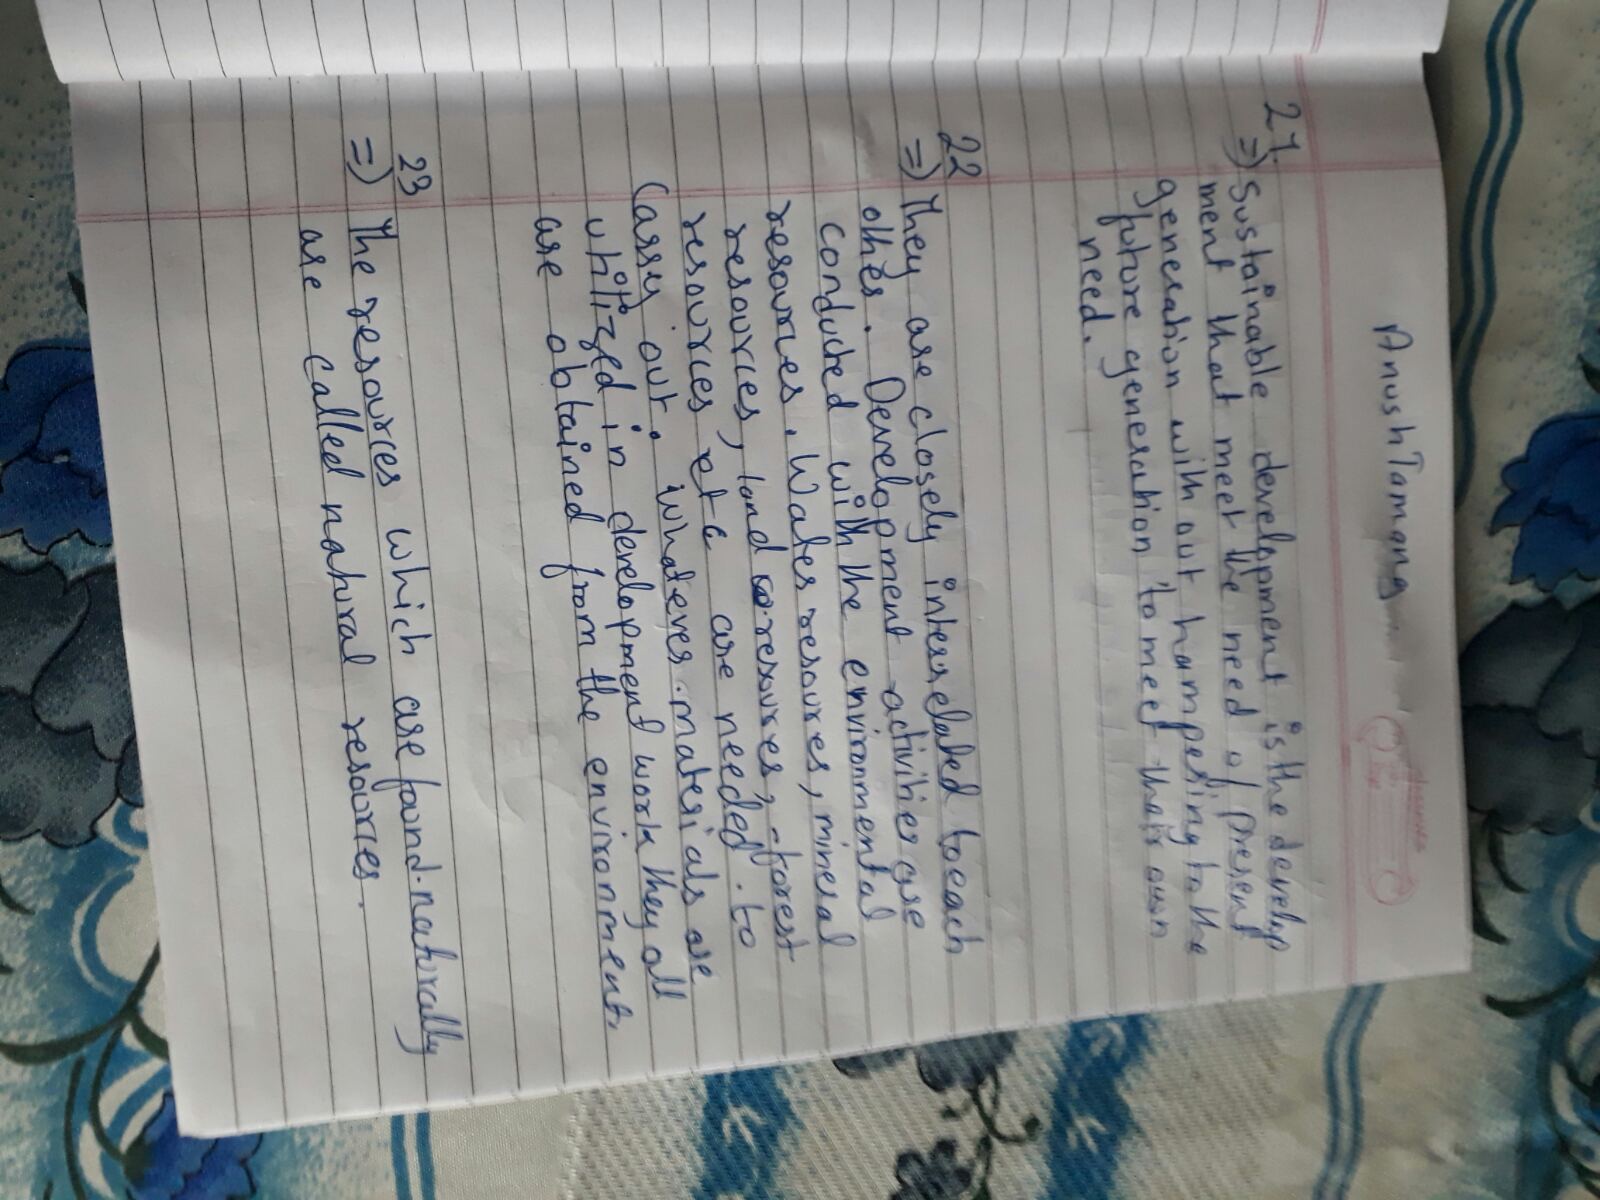 Anush Tamang
21.
=) Sustainable development is the develop
ment that meet the need of present
generation with out hampering to the
future generation to meet their own
need.
22
=) They are closely interrelated to each
other. Development activities are
conducted with the environmental
resources. Water resources, mineral
resources, land resources, forest
resources etc are needed to
carry out. Whatever materials are
utilized in development work they all
are obtained from the environment.
23
=) The resources which are found naturally
are called natural resources.